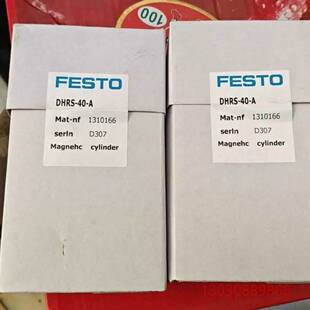 100
FESTO
DHRS-40-A
Mat-nf 1310166
serln D307
Magnehc cylinder
FESTO
DHRS-40-A
Mat-nf 1310166
serln D307
Magnehc cylinder